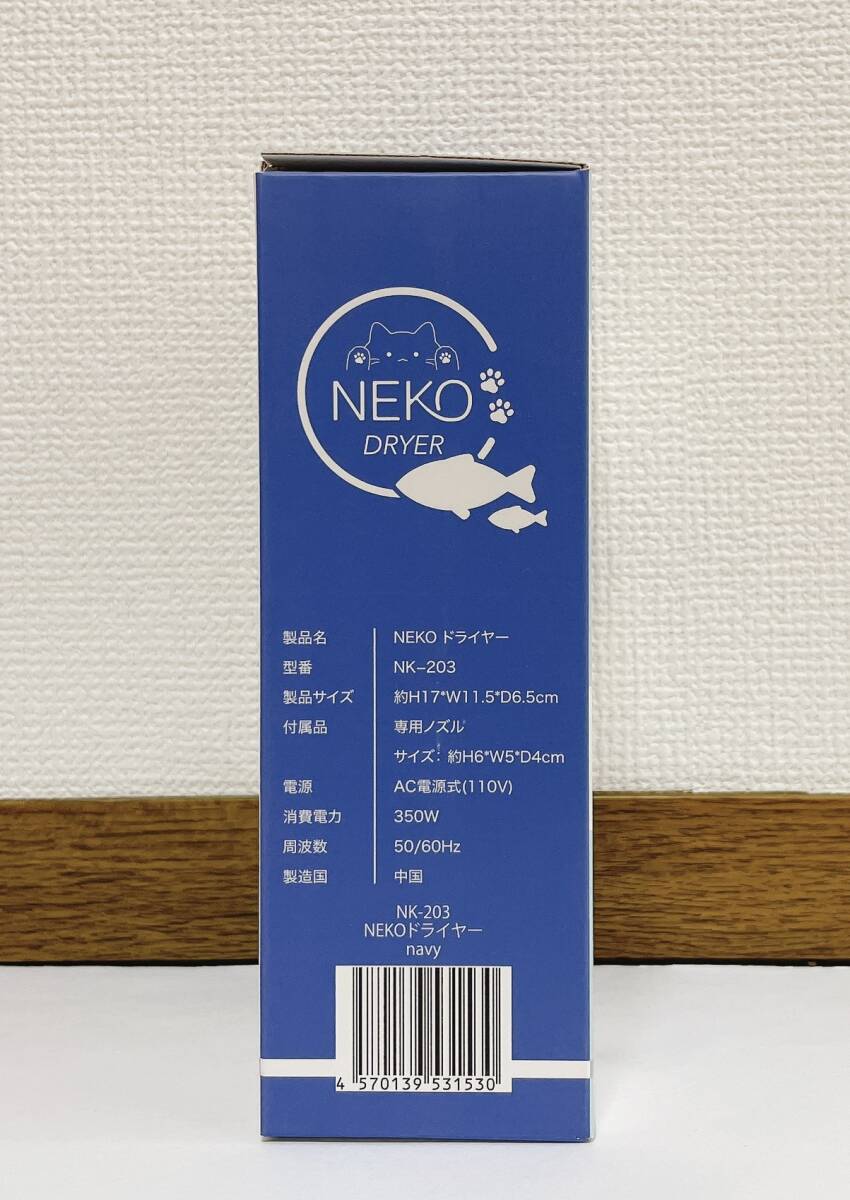 NEKO
DRYER
製品名 NEKO ドライヤー
型番 NK-203
製品サイズ 約H17*W11.5*D6.5cm
付属品 専用ノズル
サイズ: 約H6*W5*D4cm
電源 AC電源式(110V)
消費電力 350W
周波数 50/60Hz
製造国 中国
NK-203
NEKOドライヤー
navy
4 570139 531530